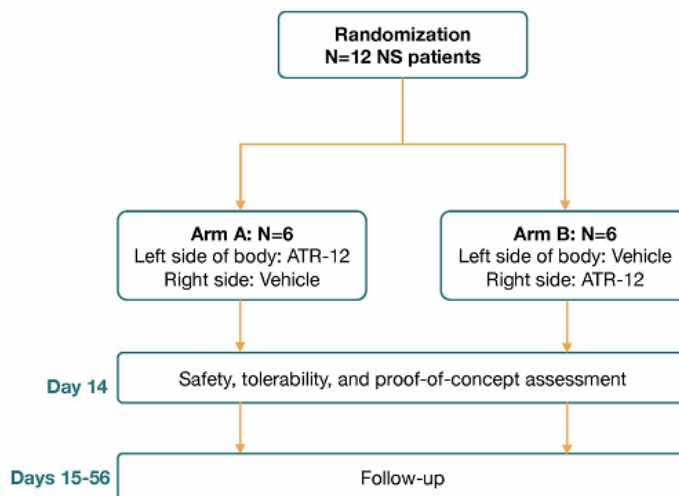 Randomization
N=12 NS patients
Arm A: N=6
Left side of body: ATR-12
Right side: Vehicle
Arm B: N=6
Left side of body: Vehicle
Right side: ATR-12
Day 14
Safety, tolerability, and proof-of-concept assessment
Days 15-56
Follow-up